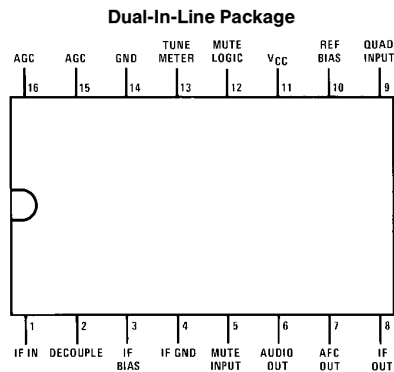 Dual-In-Line Package
AGC AGC GND TUNE METER MUTE LOGIC VCC REF BIAS QUAD INPUT
16 15 14 13 12 11 10 9
1 2 3 4 5 6 7 8
IF IN DECOUPLE IF BIAS IF GND MUTE INPUT AUDIO OUT AFC OUT IF OUT